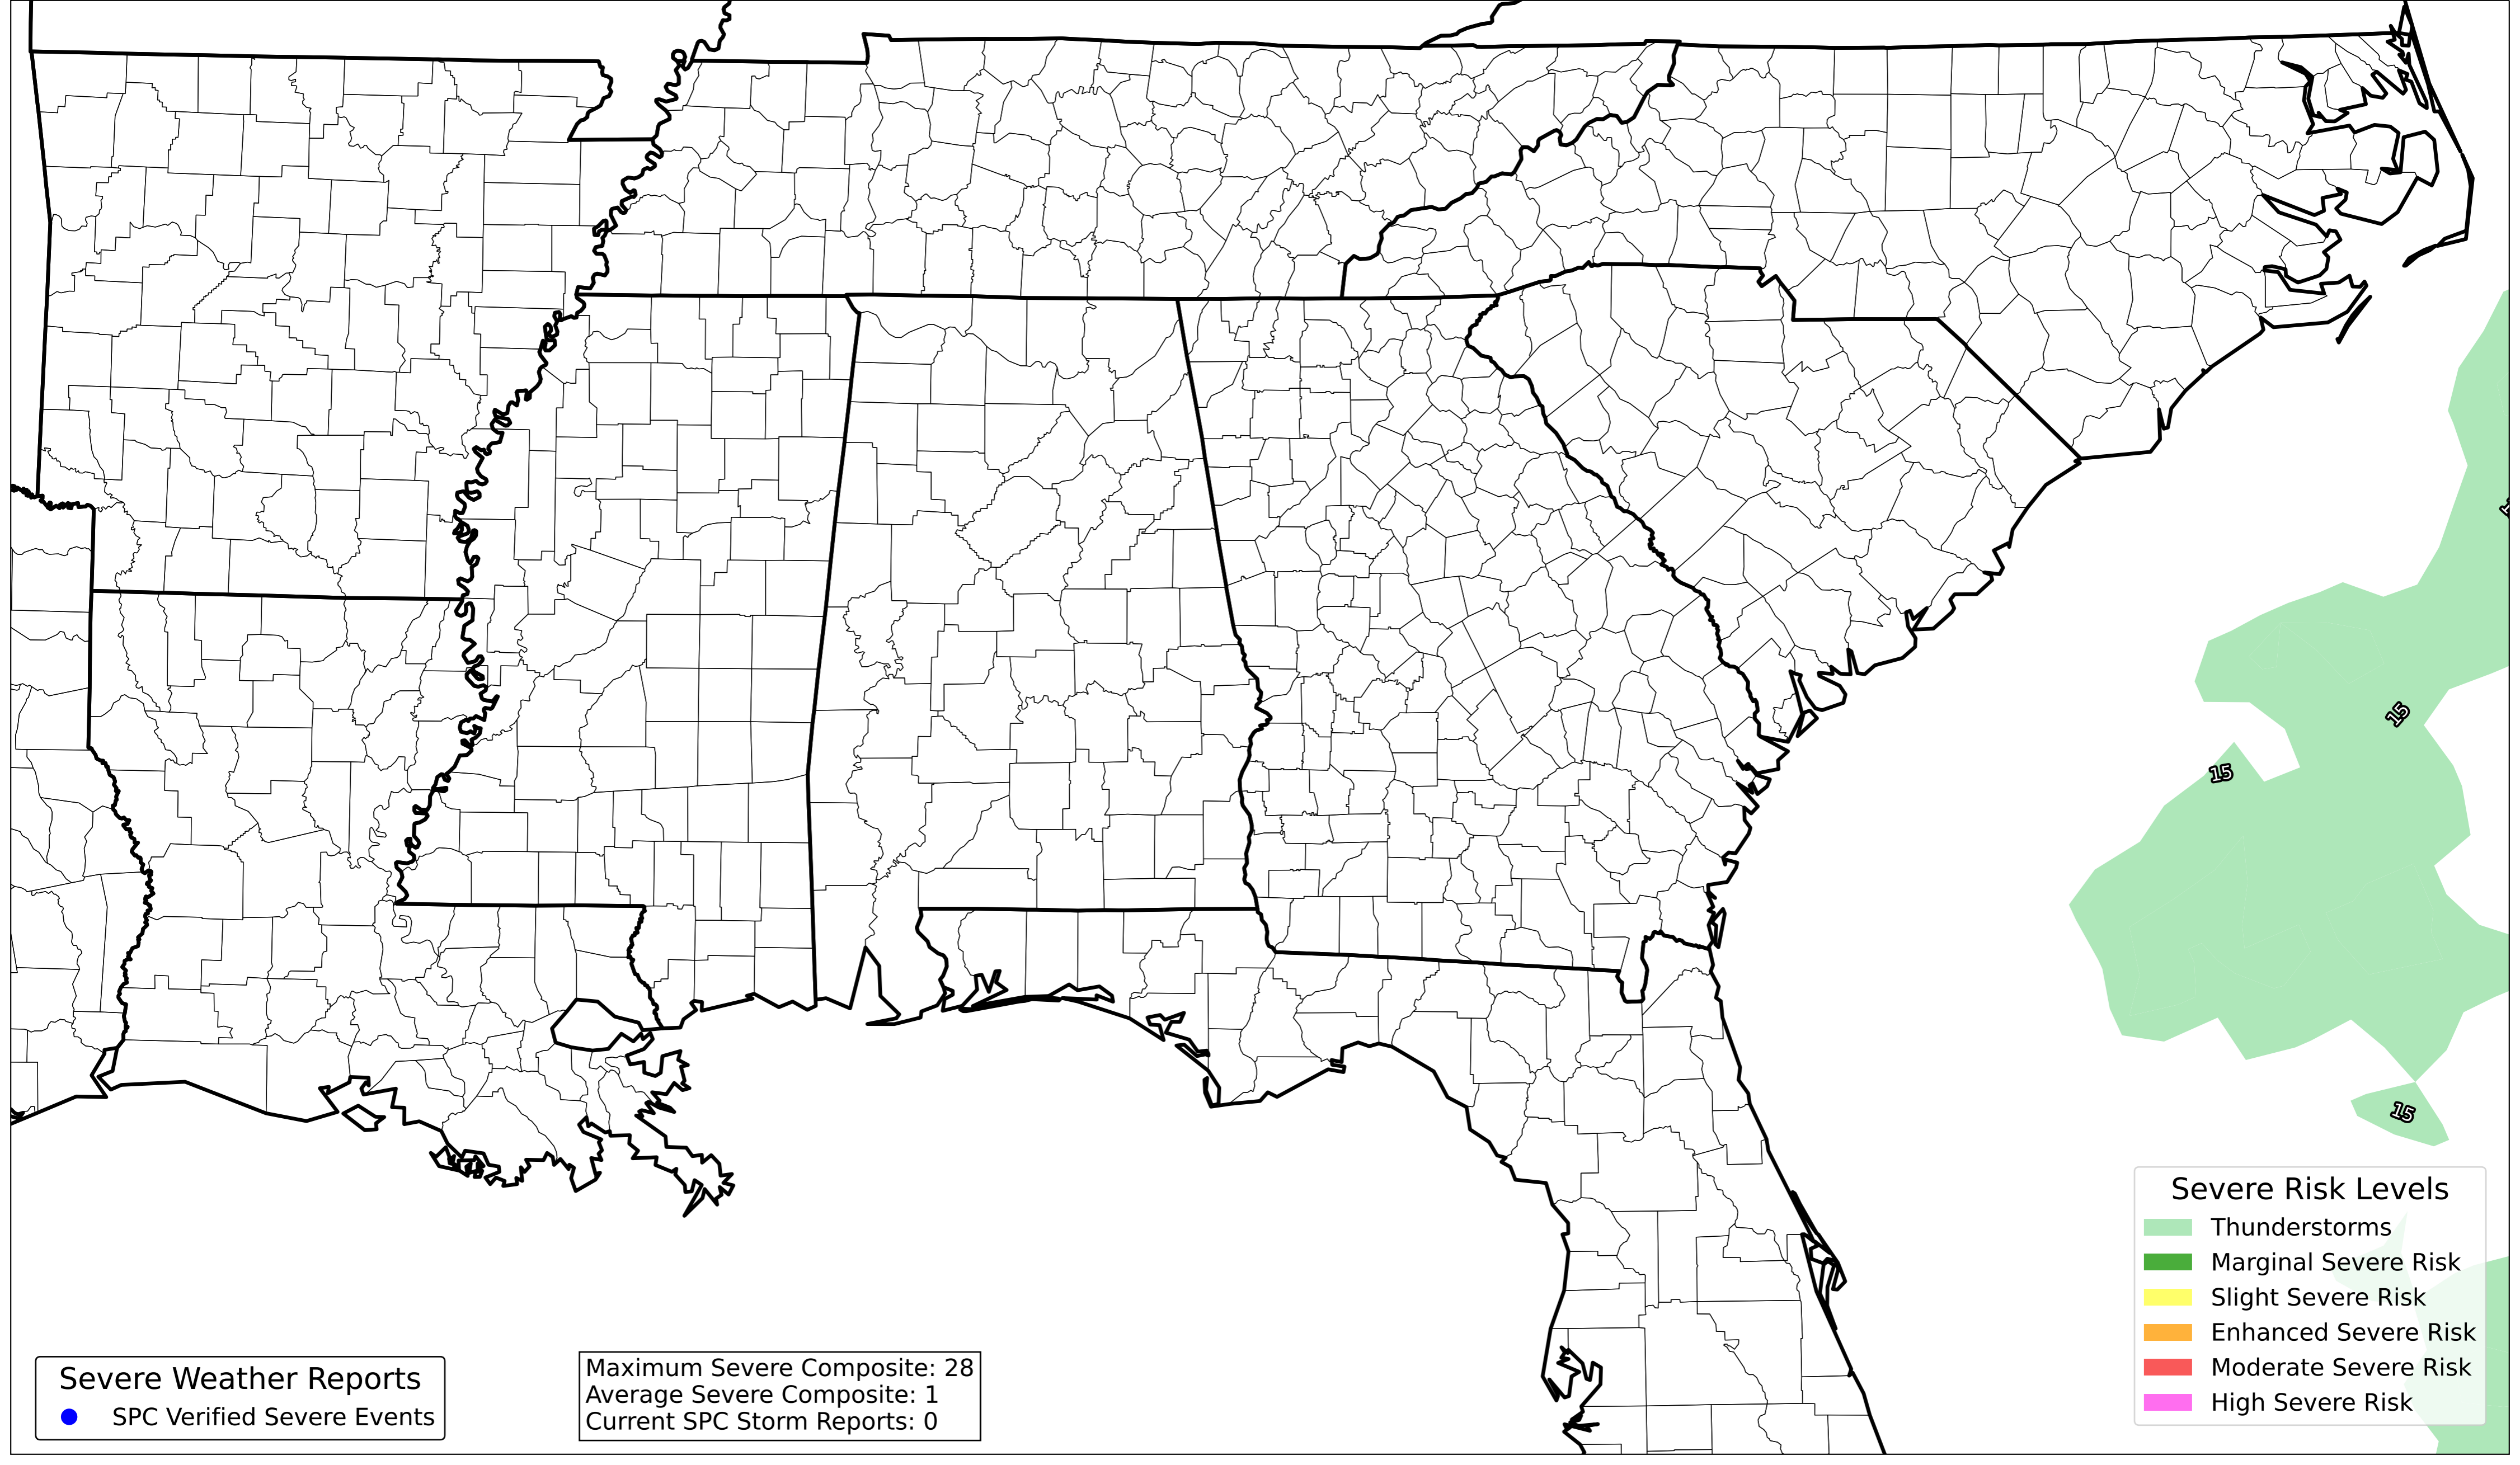 15
15
15
Severe Risk Levels
Thunderstorms
Marginal Severe Risk
Slight Severe Risk
Enhanced Severe Risk
Moderate Severe Risk
High Severe Risk
Severe Weather Reports
SPC Verified Severe Events
Maximum Severe Composite: 28
Average Severe Composite: 1
Current SPC Storm Reports: 0